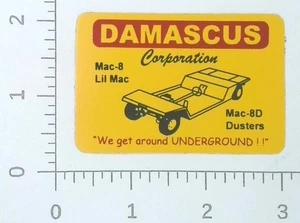 DAMASCUS
Corporation
Mac-8
Lil Mac
Mac-8D
Dusters
"We get around UNDERGROUND ! !"
2
1
0
0
1
2
3